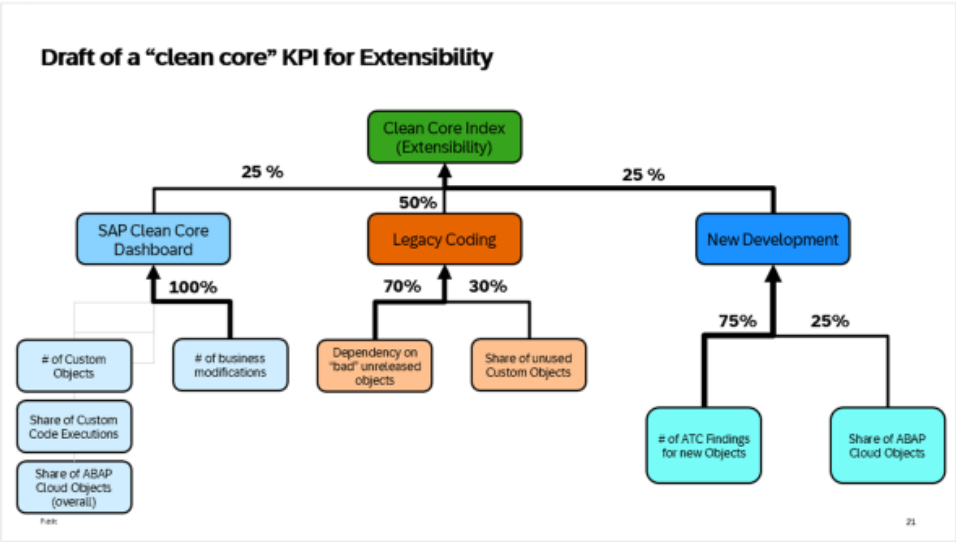 Draft of a “clean core” KPI for Extensibility
Clean Core Index
(Extensibility)
25 %
25 %
50%
SAP Clean Core
Dashboard
Legacy Coding
New Development
100%
70%
30%
75%
25%
# of Custom
Objects
# of business
modifications
Dependency on
“bad” unreleased
objects
Share of unused
Custom Objects
Share of Custom
Code Executions
# of ATC Findings
for new Objects
Share of ABAP
Cloud Objects
Share of ABAP
Cloud Objects
(overall)
Public
21